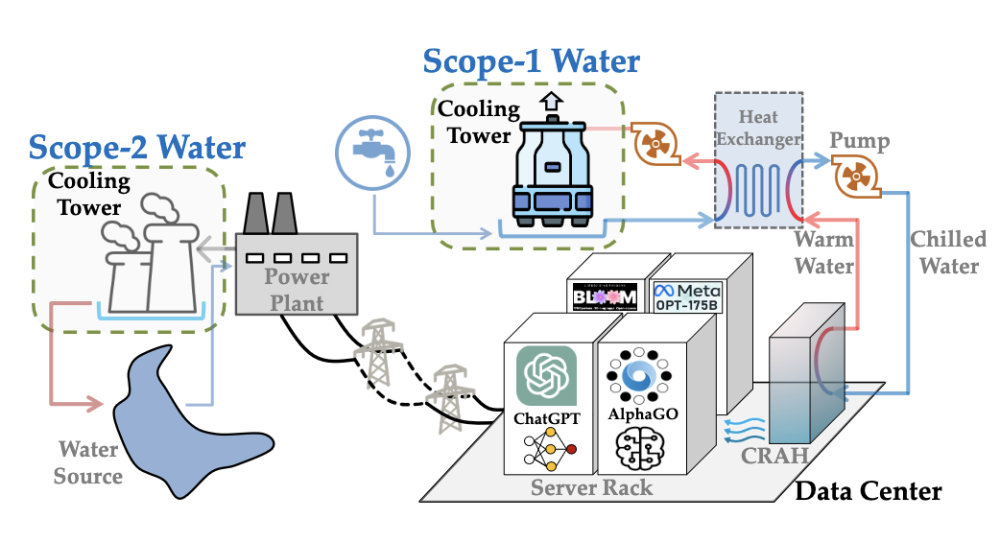 Scope-1 Water
Cooling
Tower
Heat
Exchanger
Pump
Scope-2 Water
Cooling
Tower
Power
Plant
Warm
Water
Chilled
Water
BLOOM
Meta
OPT-175B
ChatGPT
AlphaGO
Water
Source
CRAH
Server Rack
Data Center